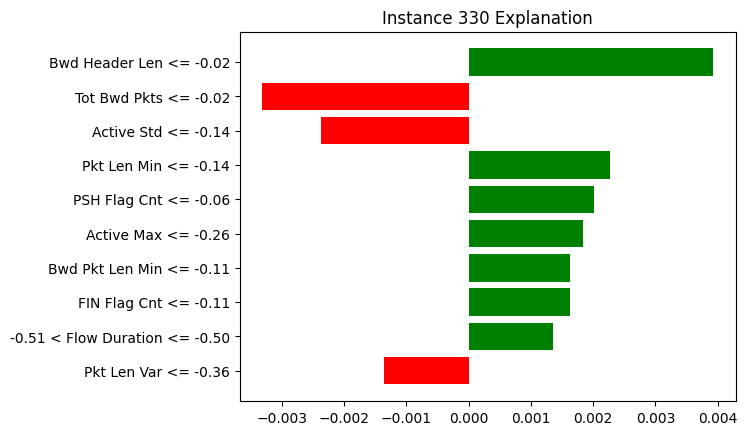 Instance 330 Explanation
Bwd Header Len <= -0.02
Tot Bwd Pkts <= -0.02
Active Std <= -0.14
Pkt Len Min <= -0.14
PSH Flag Cnt <= -0.06
Active Max <= -0.26
Bwd Pkt Len Min <= -0.11
FIN Flag Cnt <= -0.11
-0.51 < Flow Duration <= -0.50
Pkt Len Var <= -0.36
−0.003 −0.002 −0.001 0.000 0.001 0.002 0.003 0.004